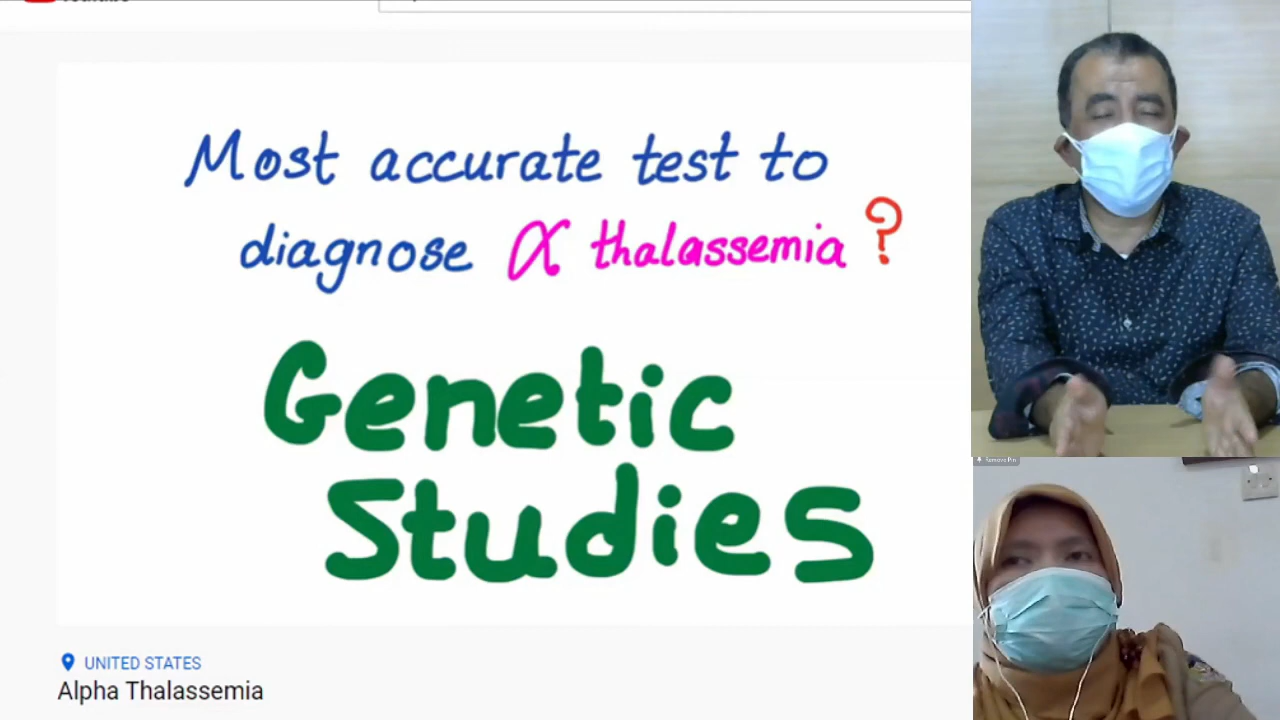 Most accurate test to
diagnose α thalassemia?
Genetic
Studies
UNITED STATES
Alpha Thalassemia